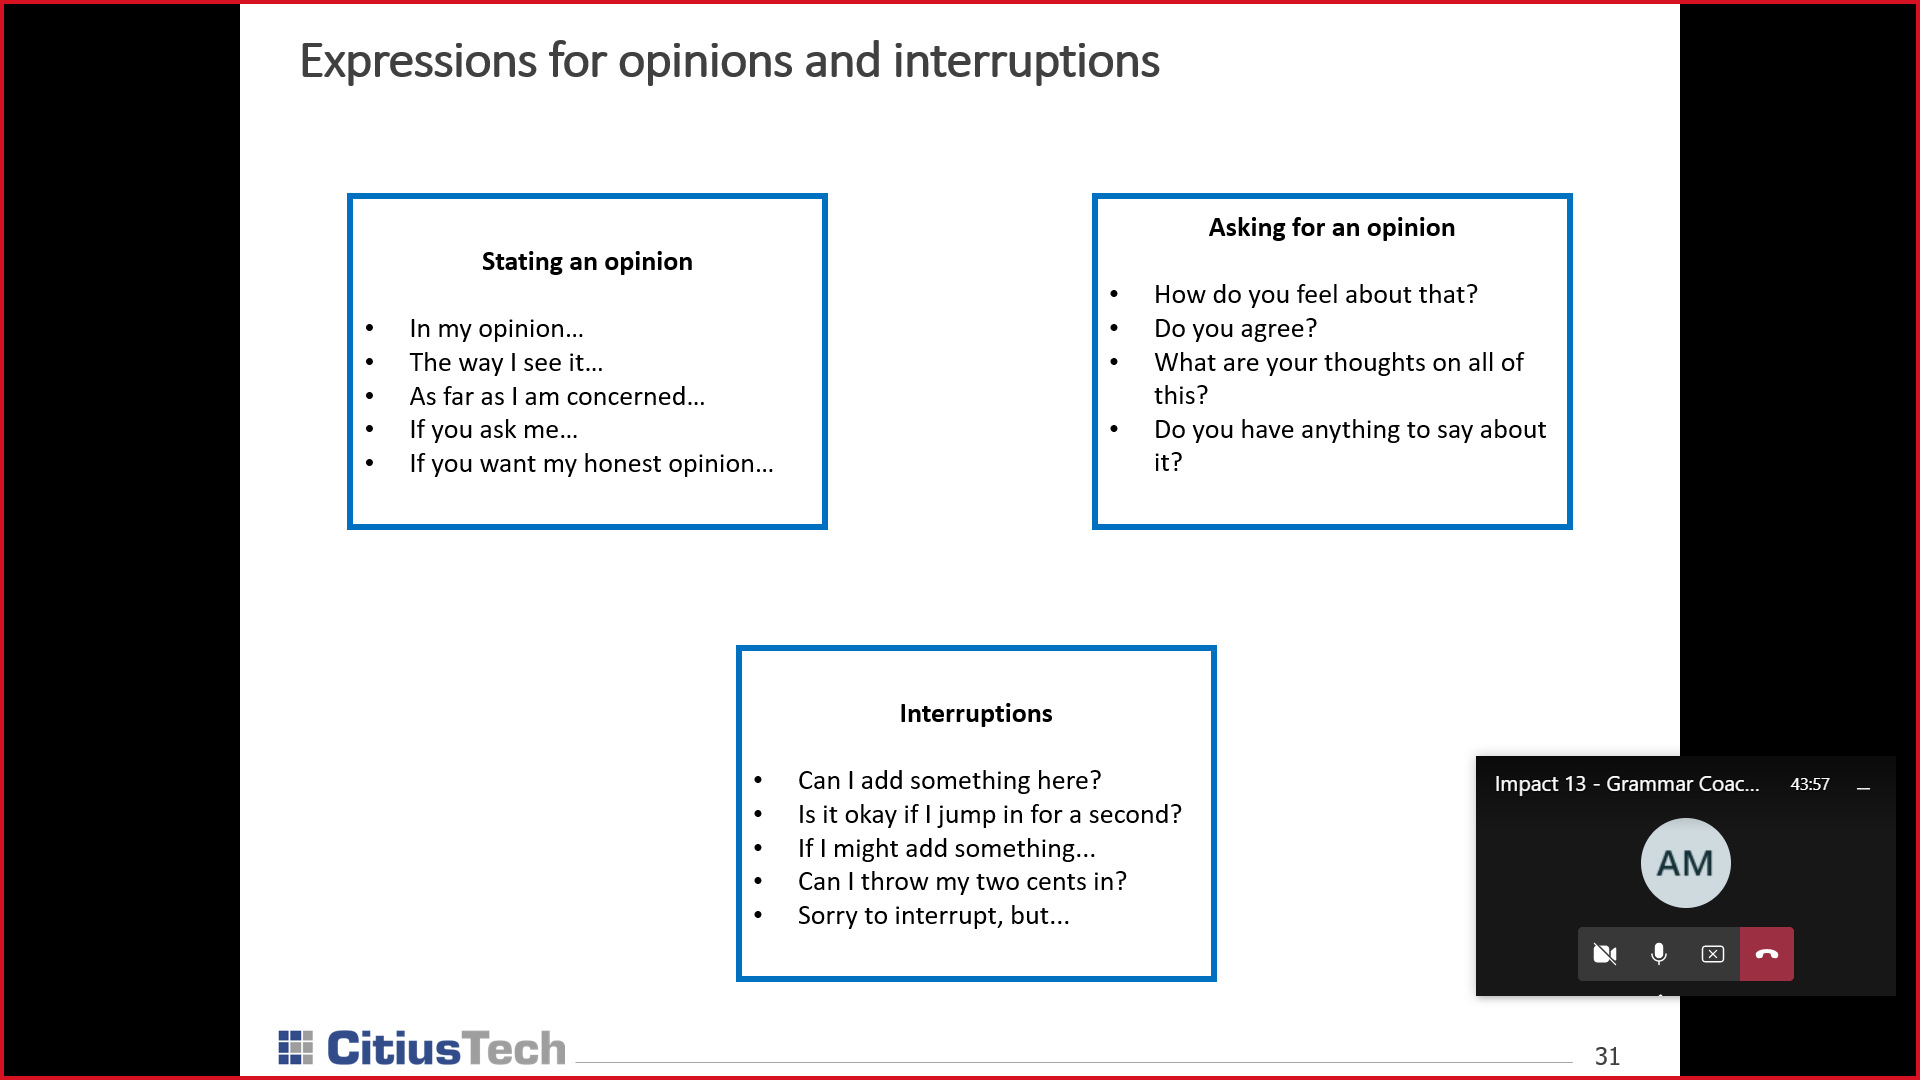 Expressions for opinions and interruptions
Stating an opinion
• In my opinion...
• The way I see it...
• As far as I am concerned...
• If you ask me...
• If you want my honest opinion...
Asking for an opinion
• How do you feel about that?
• Do you agree?
• What are your thoughts on all of
this?
• Do you have anything to say about
it?
Interruptions
• Can I add something here?
• Is it okay if I jump in for a second?
• If I might add something...
• Can I throw my two cents in?
• Sorry to interrupt, but...
Impact 13 - Grammar Coac... 43:57
AM
CitiusTech
31